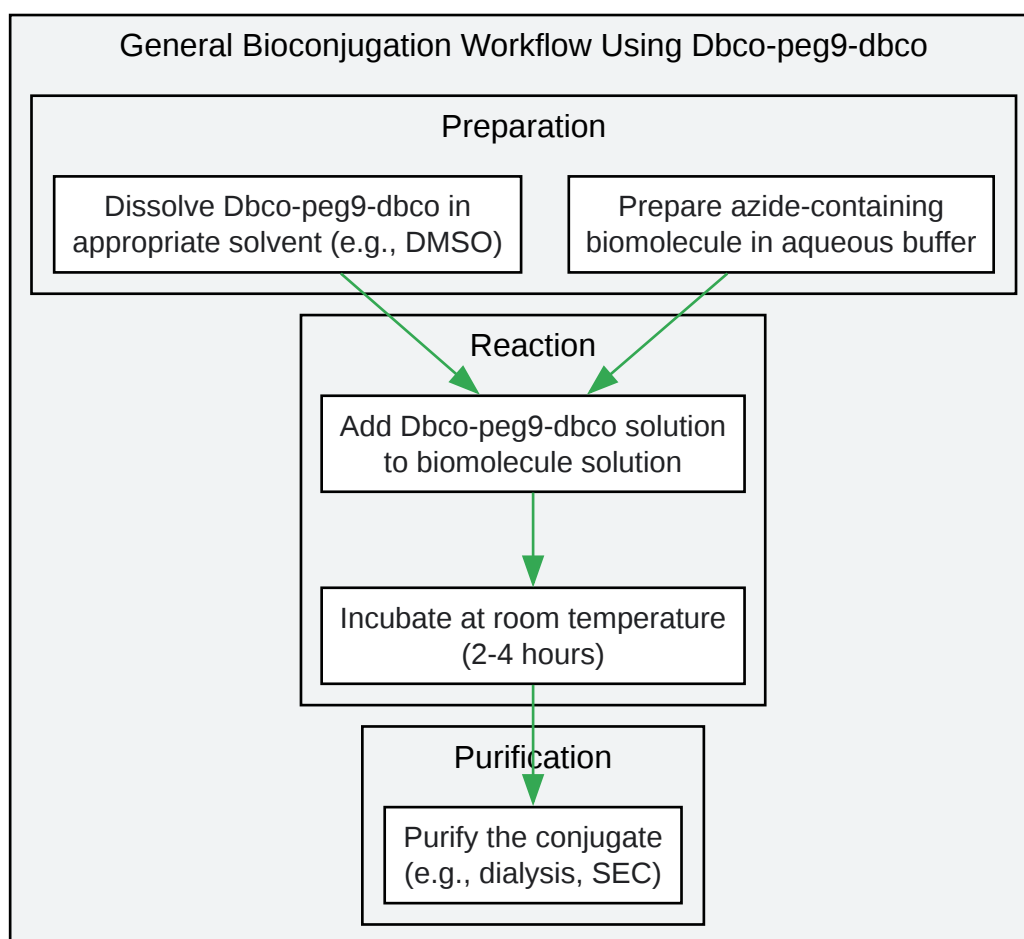 General Bioconjugation Workflow Using Dbco-peg9-dbco
Preparation
Dissolve Dbco-peg9-dbco in
appropriate solvent (e.g., DMSO)
Prepare azide-containing
biomolecule in aqueous buffer
Reaction
Add Dbco-peg9-dbco solution
to biomolecule solution
Incubate at room temperature
(2-4 hours)
Purification
Purify the conjugate
(e.g., dialysis, SEC)